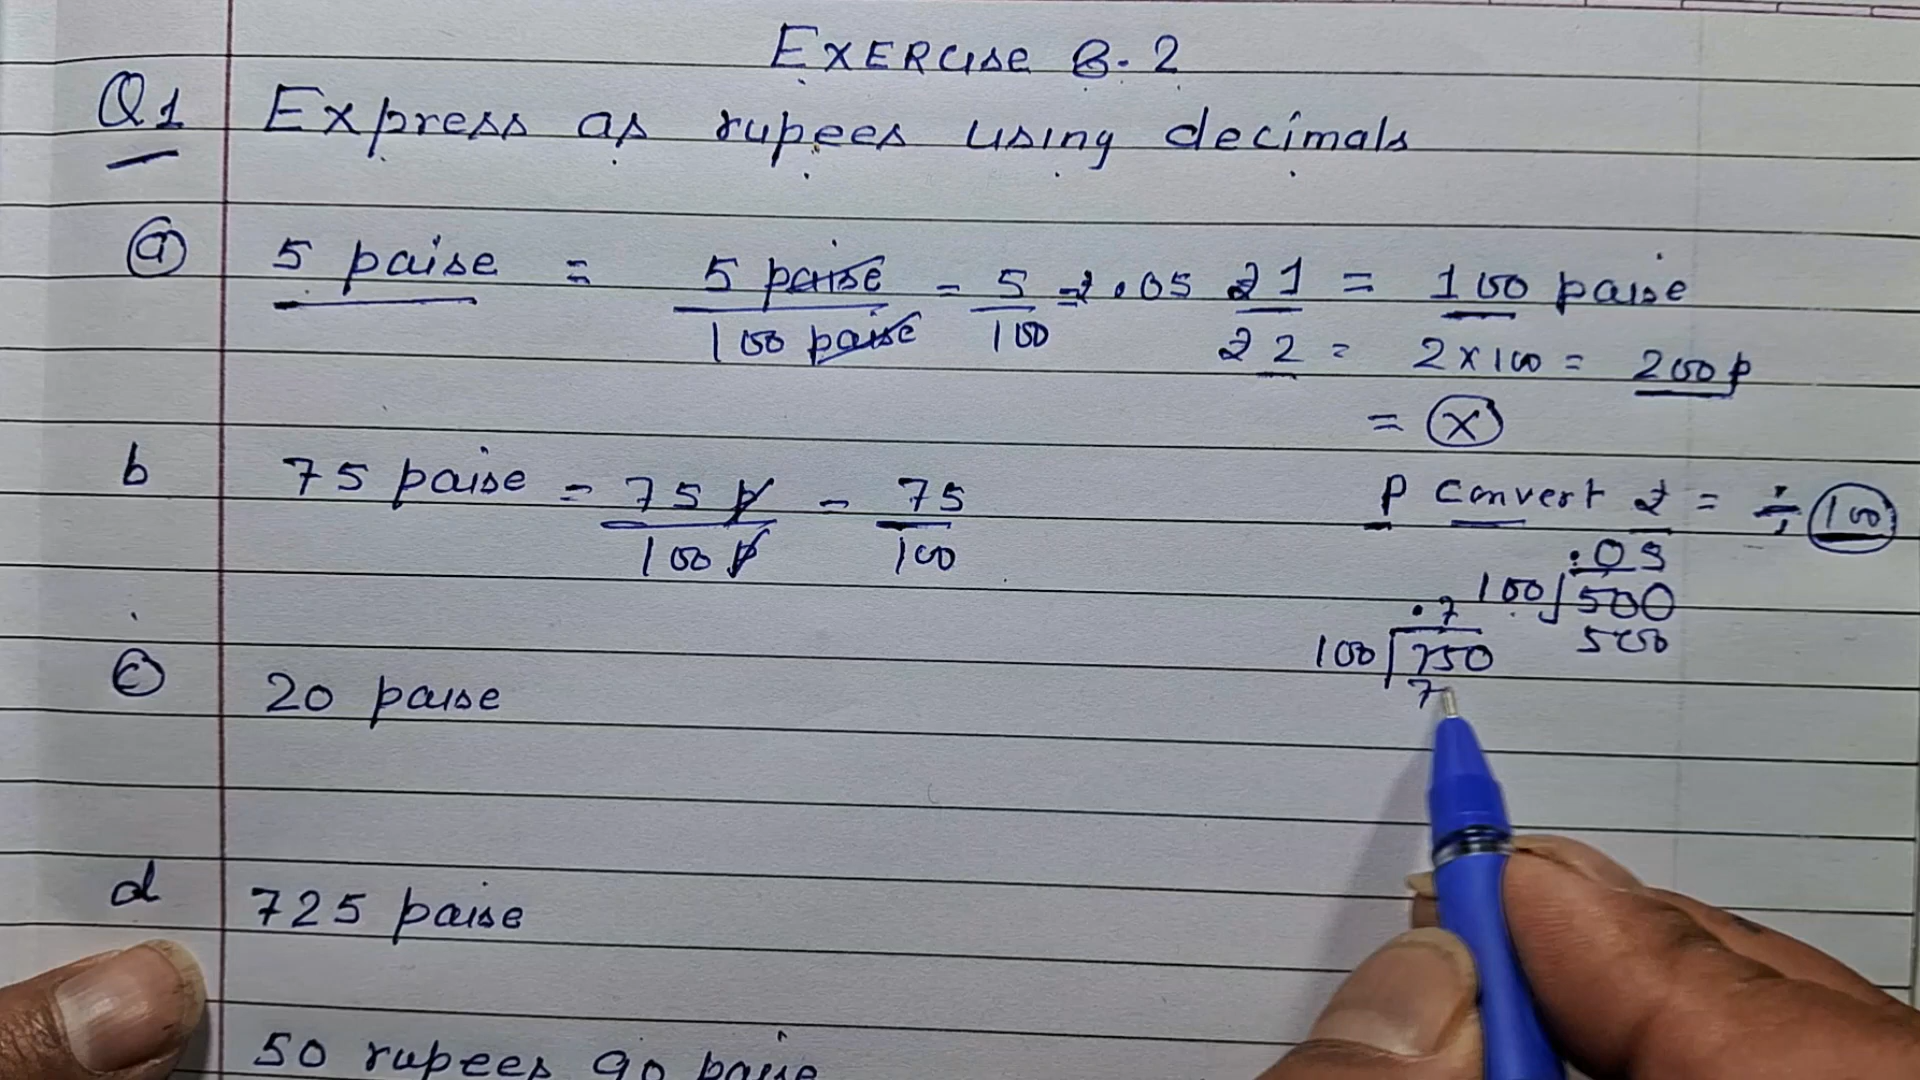 EXERCISE 8.2
Q1 Express as rupees using decimals
a 5 paise = 5 paise / 100 paise = 5 / 100 = ₹.05
₹1 = 100 paise
₹2 = 2×100 = 200p
= ×
b 75 paise = 75 p / 100 p = 75 / 100
P convert ₹ = ÷ 100
.05
100 500
500
.7
100 750
7
c 20 paise
d 725 paise
50 rupees 90 paise